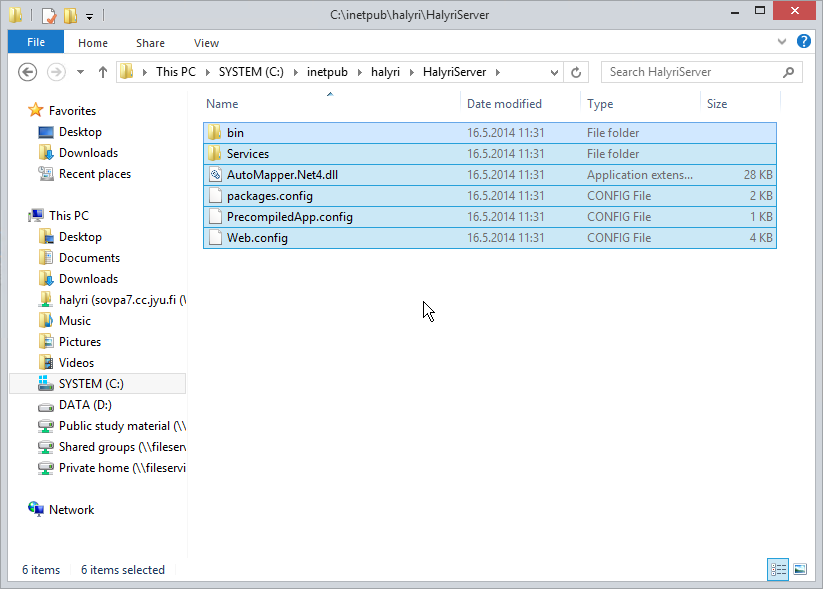 C:\inetpub\halyri\HalyriServer
File Home Share View
This PC SYSTEM (C:) inetpub halyri HalyriServer Search HalyriServer
Name Date modified Type Size
Favorites
Desktop
Downloads
Recent places
This PC
Desktop
Documents
Downloads
halyri (sovpa7.cc.jyu.fi (\
Music
Pictures
Videos
SYSTEM (C:)
DATA (D:)
Public study material (\\
Shared groups (\\fileserv
Private home (\\fileservi
Network
bin 16.5.2014 11:31 File folder
Services 16.5.2014 11:31 File folder
AutoMapper.Net4.dll 16.5.2014 11:31 Application extens... 28 KB
packages.config 16.5.2014 11:31 CONFIG File 2 KB
PrecompiledApp.config 16.5.2014 11:31 CONFIG File 1 KB
Web.config 16.5.2014 11:31 CONFIG File 4 KB
6 items 6 items selected